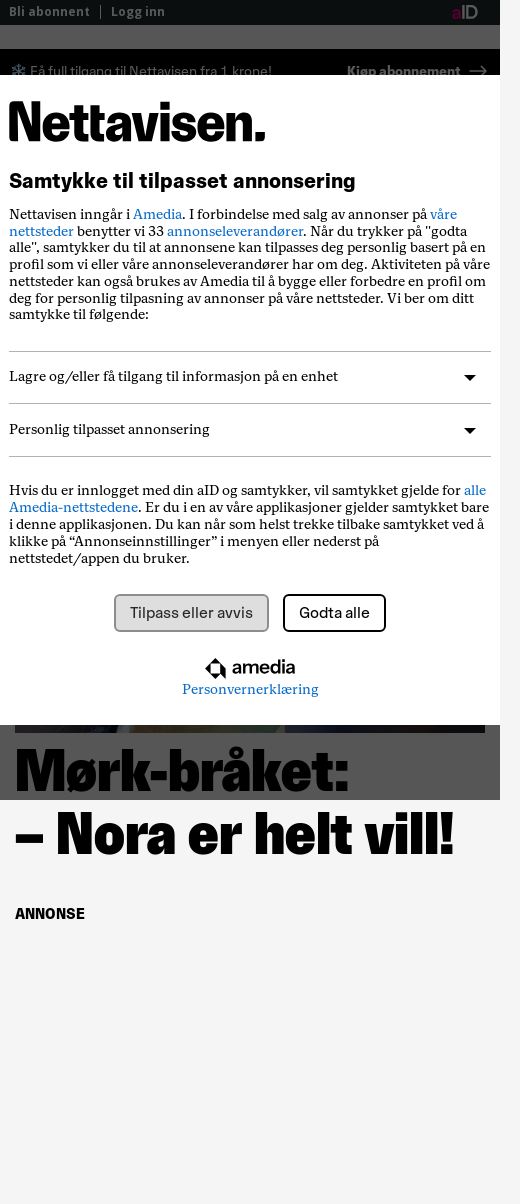 Bli abonnent | Logg inn aID
Få full tilgang til Nettavisen fra 1 krone! Kjøp abonnement →
Nettavisen.
Samtykke til tilpasset annonsering
Nettavisen inngår i Amedia. I forbindelse med salg av annonser på våre
nettsteder benytter vi 33 annonseleverandører. Når du trykker på "godta
alle", samtykker du til at annonsene kan tilpasses deg personlig basert på en
profil som vi eller våre annonseleverandører har om deg. Aktiviteten på våre
nettsteder kan også brukes av Amedia til å bygge eller forbedre en profil om
deg for personlig tilpasning av annonser på våre nettsteder. Vi ber om ditt
samtykke til følgende:
Lagre og/eller få tilgang til informasjon på en enhet
Personlig tilpasset annonsering
Hvis du er innlogget med din aID og samtykker, vil samtykket gjelde for alle
Amedia-nettstedene. Er du i en av våre applikasjoner gjelder samtykket bare
i denne applikasjonen. Du kan når som helst trekke tilbake samtykket ved å
klikke på “Annonseinnstillinger” i menyen eller nederst på
nettstedet/appen du bruker.
Tilpass eller avvis Godta alle
amedia
Personvernerklæring
Mørk-bråket:
– Nora er helt vill!
ANNONSE